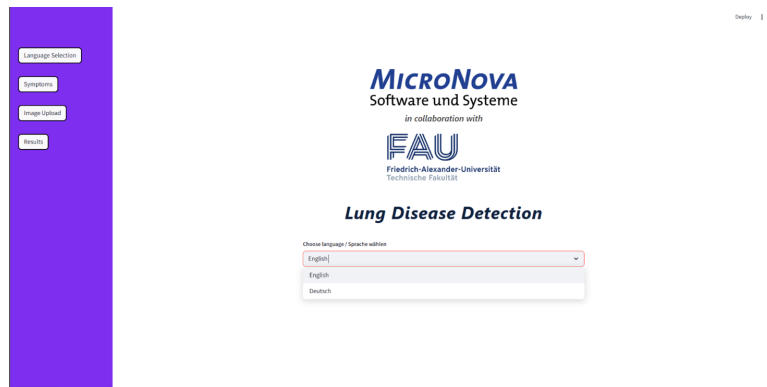 Deploy
Language Selection
Symptoms
Image Upload
Results
MICRONOVA
Software und Systeme
in collaboration with
FAU
Friedrich-Alexander-Universität
Technische Fakultät
Lung Disease Detection
Choose language / Sprache wählen
English
English
Deutsch